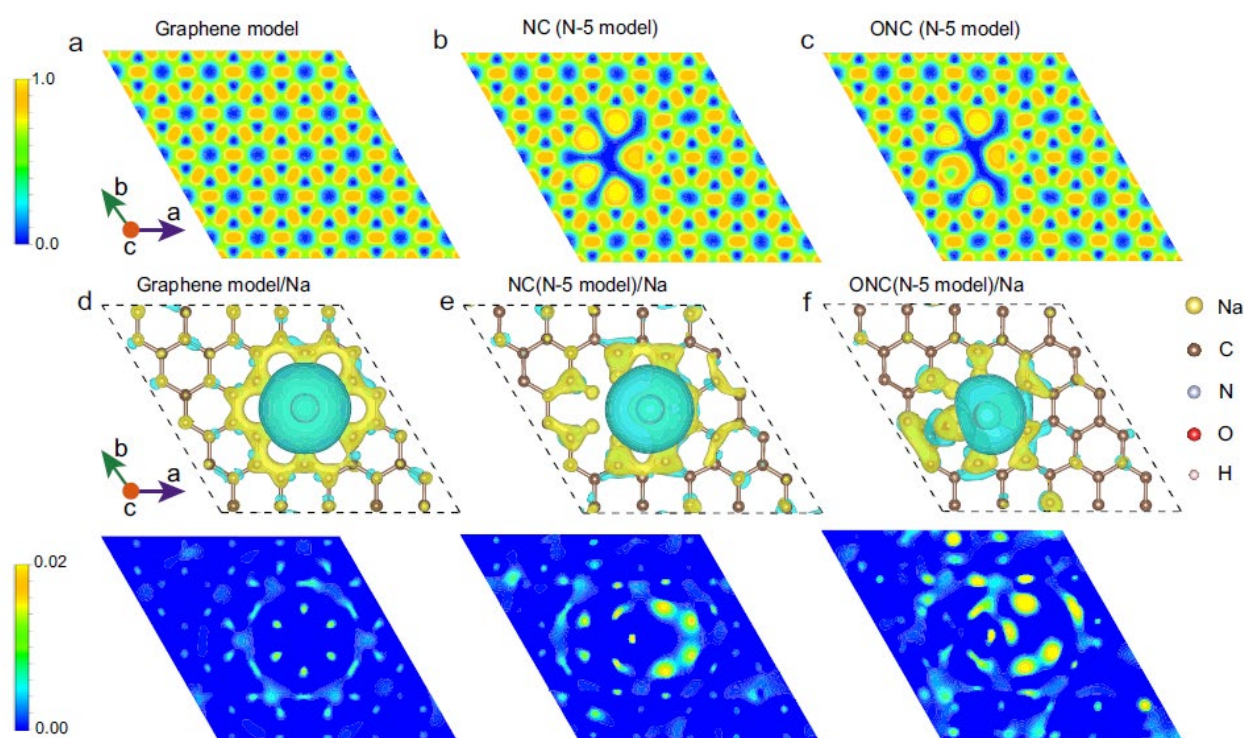 a Graphene model
b NC (N-5 model)
c ONC (N-5 model)
1.0
0.0
b
a
c
d Graphene model/Na
e NC(N-5 model)/Na
f ONC(N-5 model)/Na
Na
C
N
O
H
b
a
c
0.02
0.00